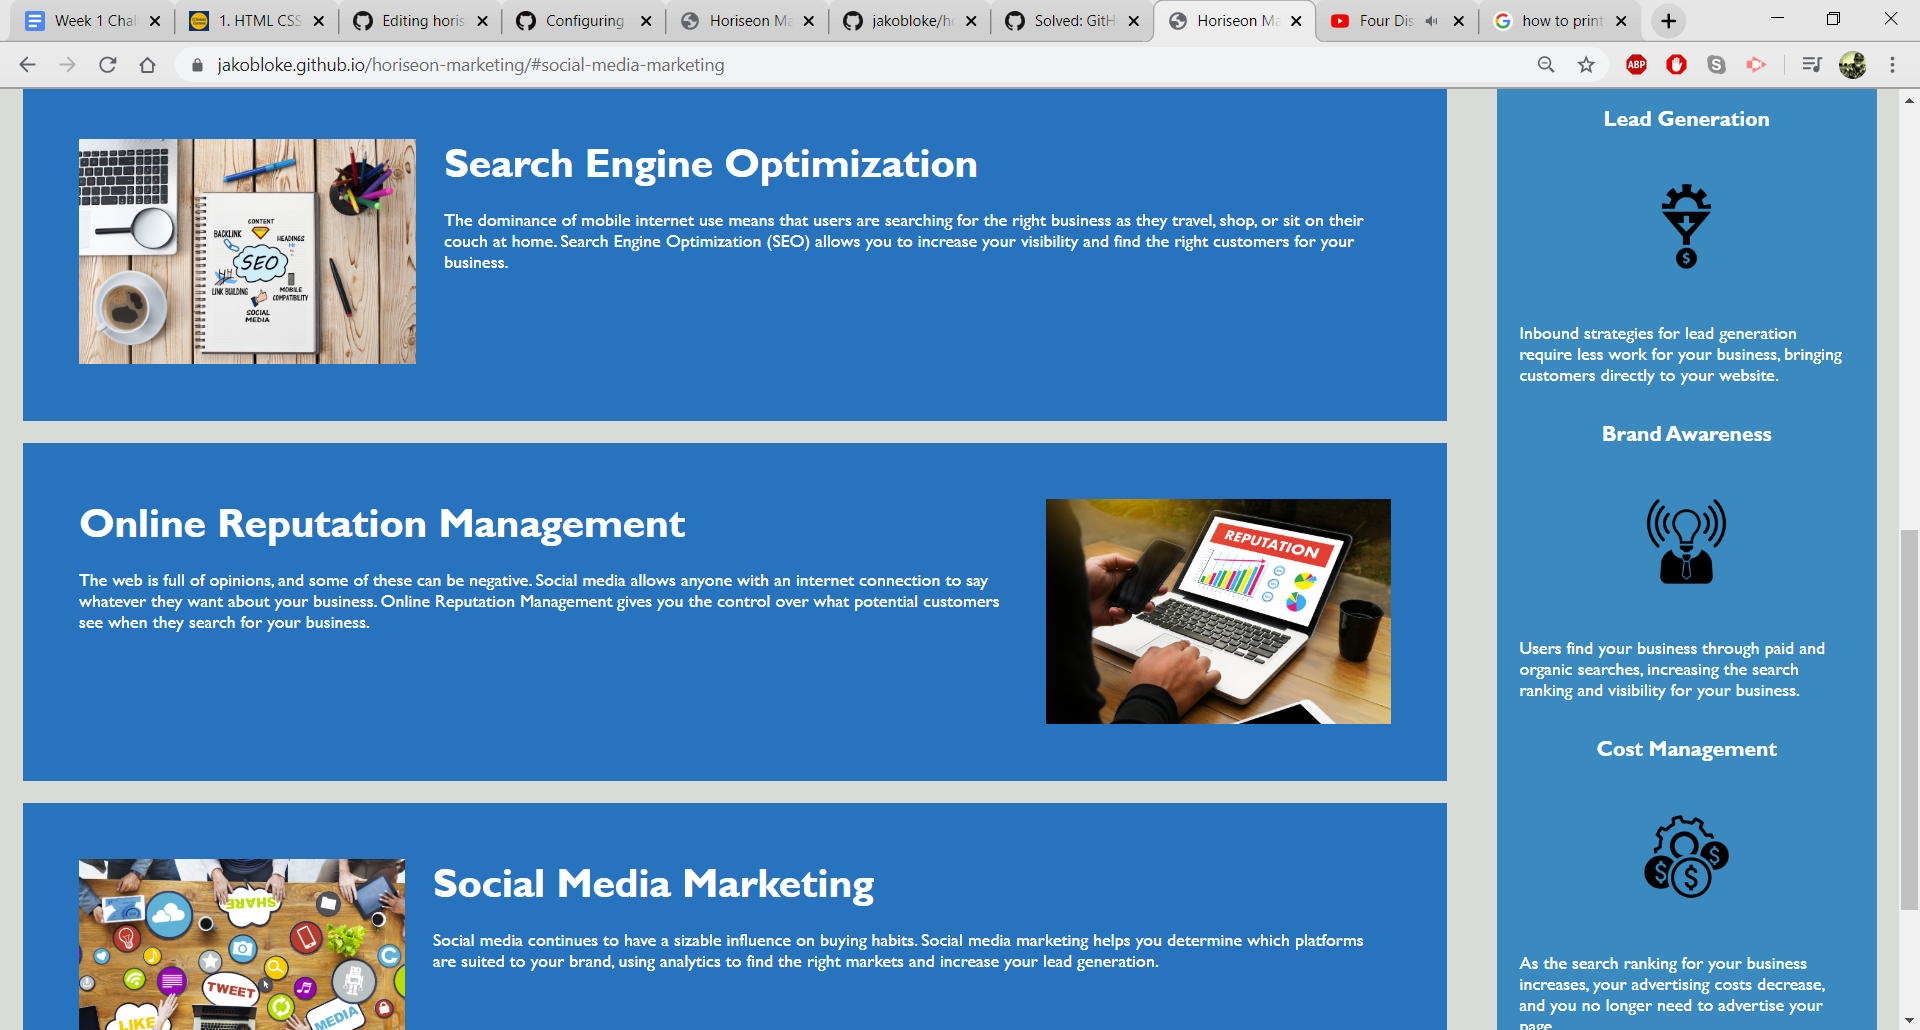 Week 1 Chal
1. HTML CSS
Editing horis
Configuring
Horiseon Ma
jakobloke/ho
Solved: GitH
Horiseon Ma
Four Dis
how to print
jakobloke.github.io/horiseon-marketing/#social-media-marketing
ABP
CONTENT
BACKLINK
HEADINGS
SEO
LINK BUILDING
MOBILE
COMPATIBILITY
SOCIAL
MEDIA
Search Engine Optimization
The dominance of mobile internet use means that users are searching for the right business as they travel, shop, or sit on their
couch at home. Search Engine Optimization (SEO) allows you to increase your visibility and find the right customers for your
business.
Online Reputation Management
The web is full of opinions, and some of these can be negative. Social media allows anyone with an internet connection to say
whatever they want about your business. Online Reputation Management gives you the control over what potential customers
see when they search for your business.
REPUTATION
SHARE
TWEET
LIKE
MEDIA
Social Media Marketing
Social media continues to have a sizable influence on buying habits. Social media marketing helps you determine which platforms
are suited to your brand, using analytics to find the right markets and increase your lead generation.
Lead Generation
$
Inbound strategies for lead generation
require less work for your business, bringing
customers directly to your website.
Brand Awareness
Users find your business through paid and
organic searches, increasing the search
ranking and visibility for your business.
Cost Management
$ $ $
As the search ranking for your business
increases, your advertising costs decrease,
and you no longer need to advertise your
page.